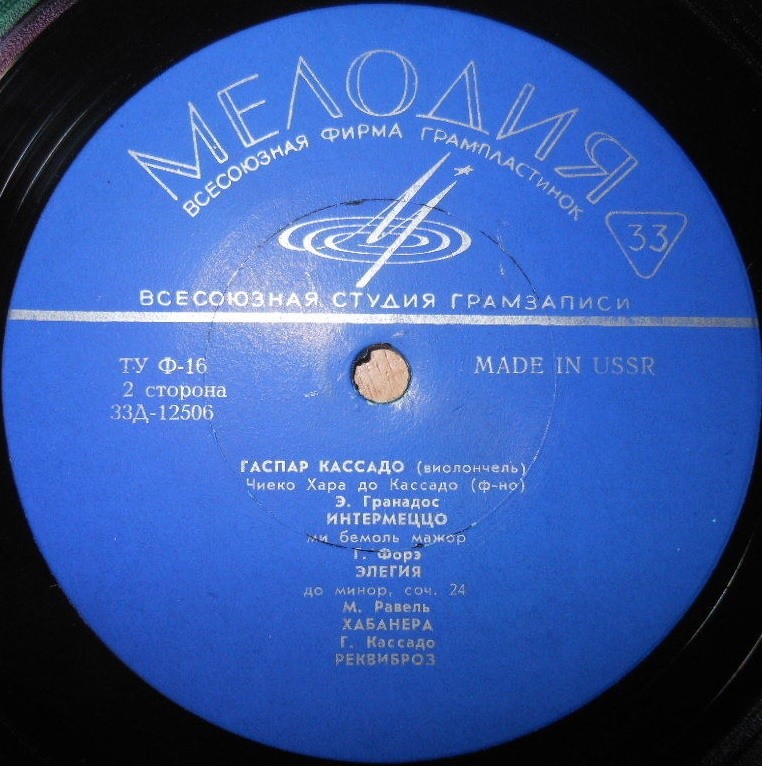 МЕЛОДИЯ
ВСЕСОЮЗНАЯ ФИРМА ГРАМПЛАСТИНОК
33
ВСЕСОЮЗНАЯ СТУДИЯ ГРАМЗАПИСИ
ТУ Ф-16
MADE IN USSR
2 сторона
33Д-12506
ГАСПАР КАССАДО (виолончель)
Чиеко Хара до Кассадо (ф-но)
Э. Гранадос
ИНТЕРМЕЦЦО
ми бемоль мажор
Г. Форэ
ЭЛЕГИЯ
до минор, соч. 24
М. Равель
ХАБАНЕРА
Г. Кассадо
РЕКВИБРОЗ